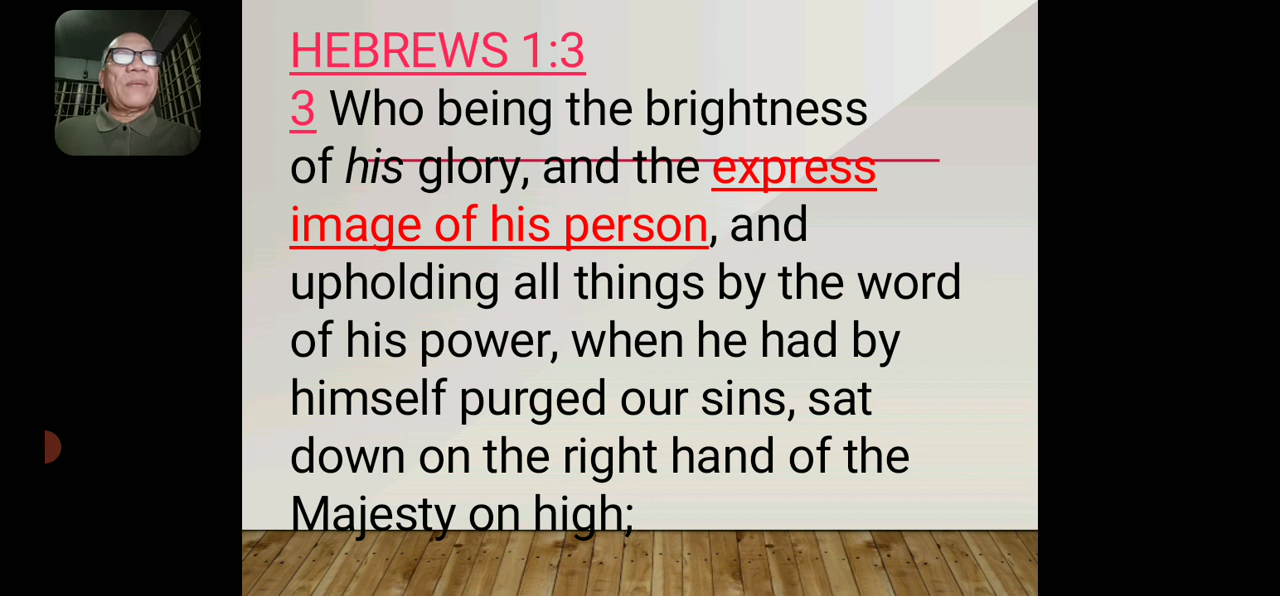 HEBREWS 1:3
3 Who being the brightness
of his glory, and the express
image of his person, and
upholding all things by the word
of his power, when he had by
himself purged our sins, sat
down on the right hand of the
Majesty on high;